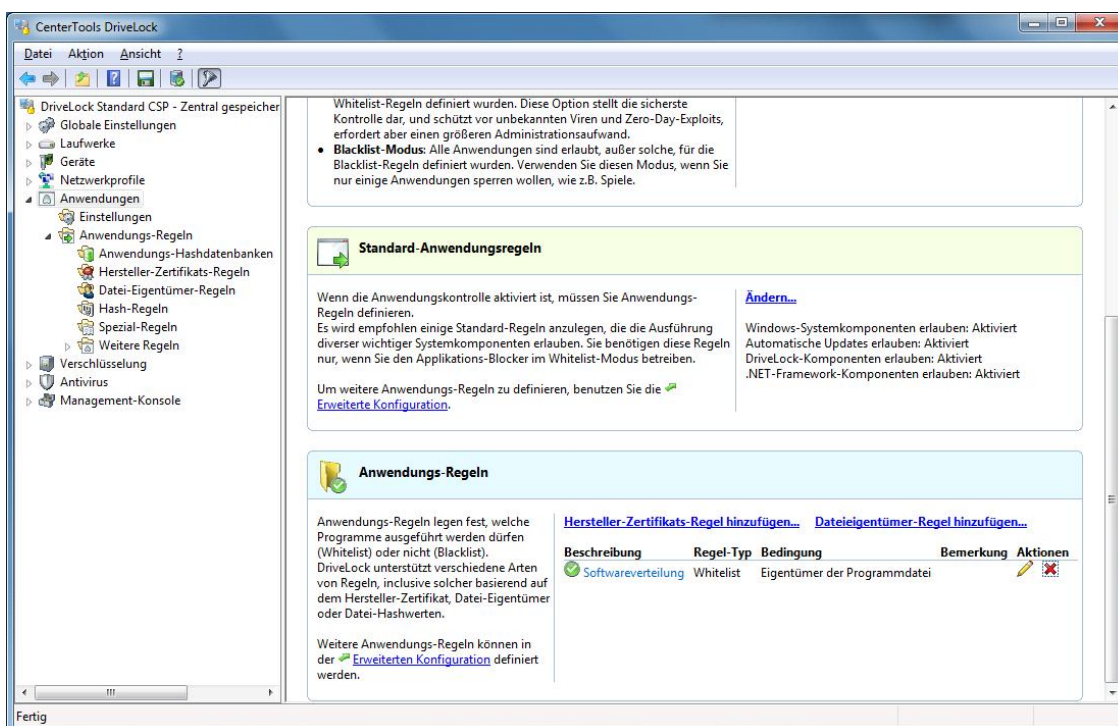 CenterTools DriveLock
Datei Aktion Ansicht ?
DriveLock Standard CSP - Zentral gespeicher
Globale Einstellungen
Laufwerke
Geräte
Netzwerkprofile
Anwendungen
Einstellungen
Anwendungs-Regeln
Anwendungs-Hashdatenbanken
Hersteller-Zertifikats-Regeln
Datei-Eigentümer-Regeln
Hash-Regeln
Spezial-Regeln
Weitere Regeln
Verschlüsselung
Antivirus
Management-Konsole
Whitelist-Regeln definiert wurden. Diese Option stellt die sicherste
Kontrolle dar, und schützt vor unbekannten Viren und Zero-Day-Exploits,
erfordert aber einen größeren Administrationsaufwand.
• Blacklist-Modus: Alle Anwendungen sind erlaubt, außer solche, für die
Blacklist-Regeln definiert wurden. Verwenden Sie diesen Modus, wenn Sie
nur einige Anwendungen sperren wollen, wie z.B. Spiele.
Standard-Anwendungsregeln
Wenn die Anwendungskontrolle aktiviert ist, müssen Sie Anwendungs-
Regeln definieren.
Es wird empfohlen einige Standard-Regeln anzulegen, die die Ausführung
diverser wichtiger Systemkomponenten erlauben. Sie benötigen diese Regeln
nur, wenn Sie den Applikations-Blocker im Whitelist-Modus betreiben.
Um weitere Anwendungs-Regeln zu definieren, benutzen Sie die
Erweiterte Konfiguration.
Ändern...
Windows-Systemkomponenten erlauben: Aktiviert
Automatische Updates erlauben: Aktiviert
DriveLock-Komponenten erlauben: Aktiviert
.NET-Framework-Komponenten erlauben: Aktiviert
Anwendungs-Regeln
Anwendungs-Regeln legen fest, welche
Programme ausgeführt werden dürfen
(Whitelist) oder nicht (Blacklist).
DriveLock unterstützt verschiedene Arten
von Regeln, inclusive solcher basierend auf
dem Hersteller-Zertifikat, Datei-Eigentümer
oder Datei-Hashwerten.
Weitere Anwendungs-Regeln können in
der Erweiterten Konfiguration definiert
werden.
Hersteller-Zertifikats-Regel hinzufügen... Dateieigentümer-Regel hinzufügen...
Beschreibung Regel-Typ Bedingung Bemerkung Aktionen
Softwareverteilung Whitelist Eigentümer der Programmdatei
Fertig